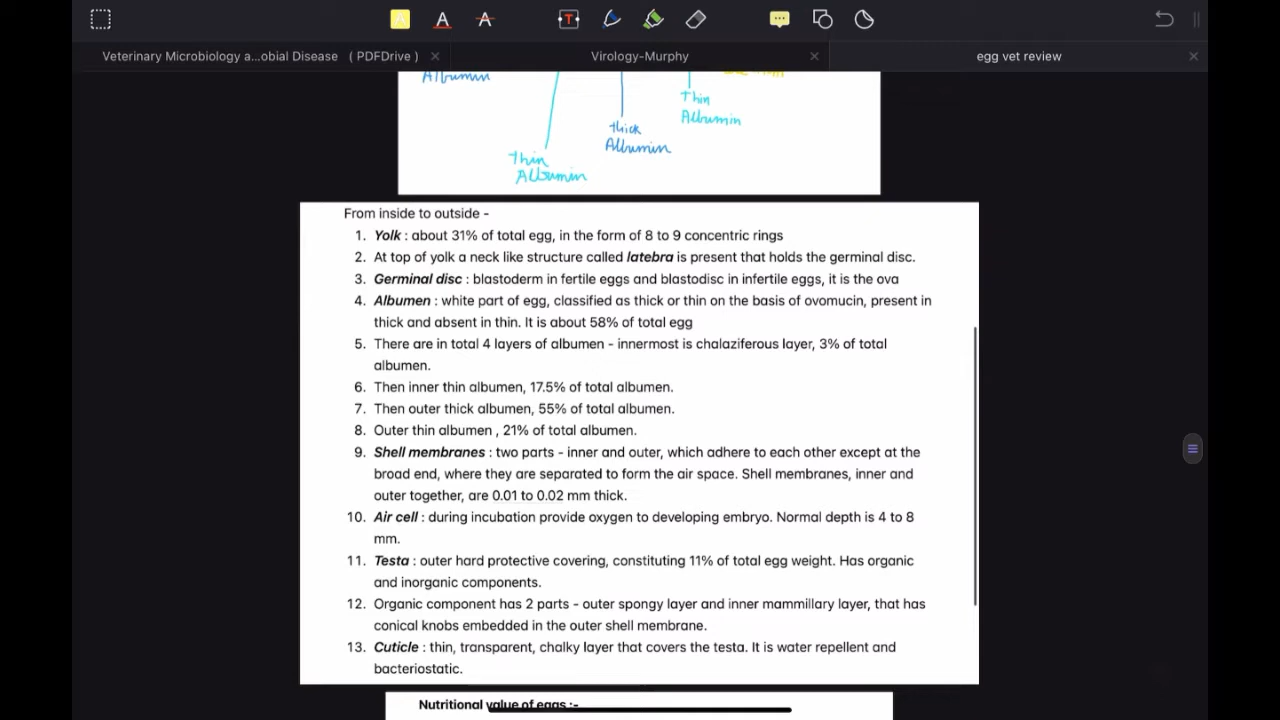 A A A T
Veterinary Microbiology a...obial Disease ( PDFDrive ) × Virology-Murphy × egg vet review ×
Albumin
Thin
Albumin
thick
Albumin
Thin
Albumin
From inside to outside -
1. Yolk : about 31% of total egg, in the form of 8 to 9 concentric rings
2. At top of yolk a neck like structure called latebra is present that holds the germinal disc.
3. Germinal disc : blastoderm in fertile eggs and blastodisc in infertile eggs, it is the ova
4. Albumen : white part of egg, classified as thick or thin on the basis of ovomucin, present in
thick and absent in thin. It is about 58% of total egg
5. There are in total 4 layers of albumen - innermost is chalaziferous layer, 3% of total
albumen.
6. Then inner thin albumen, 17.5% of total albumen.
7. Then outer thick albumen, 55% of total albumen.
8. Outer thin albumen , 21% of total albumen.
9. Shell membranes : two parts - inner and outer, which adhere to each other except at the
broad end, where they are separated to form the air space. Shell membranes, inner and
outer together, are 0.01 to 0.02 mm thick.
10. Air cell : during incubation provide oxygen to developing embryo. Normal depth is 4 to 8
mm.
11. Testa : outer hard protective covering, constituting 11% of total egg weight. Has organic
and inorganic components.
12. Organic component has 2 parts - outer spongy layer and inner mammillary layer, that has
conical knobs embedded in the outer shell membrane.
13. Cuticle : thin, transparent, chalky layer that covers the testa. It is water repellent and
bacteriostatic.
Nutritional value of eggs :-